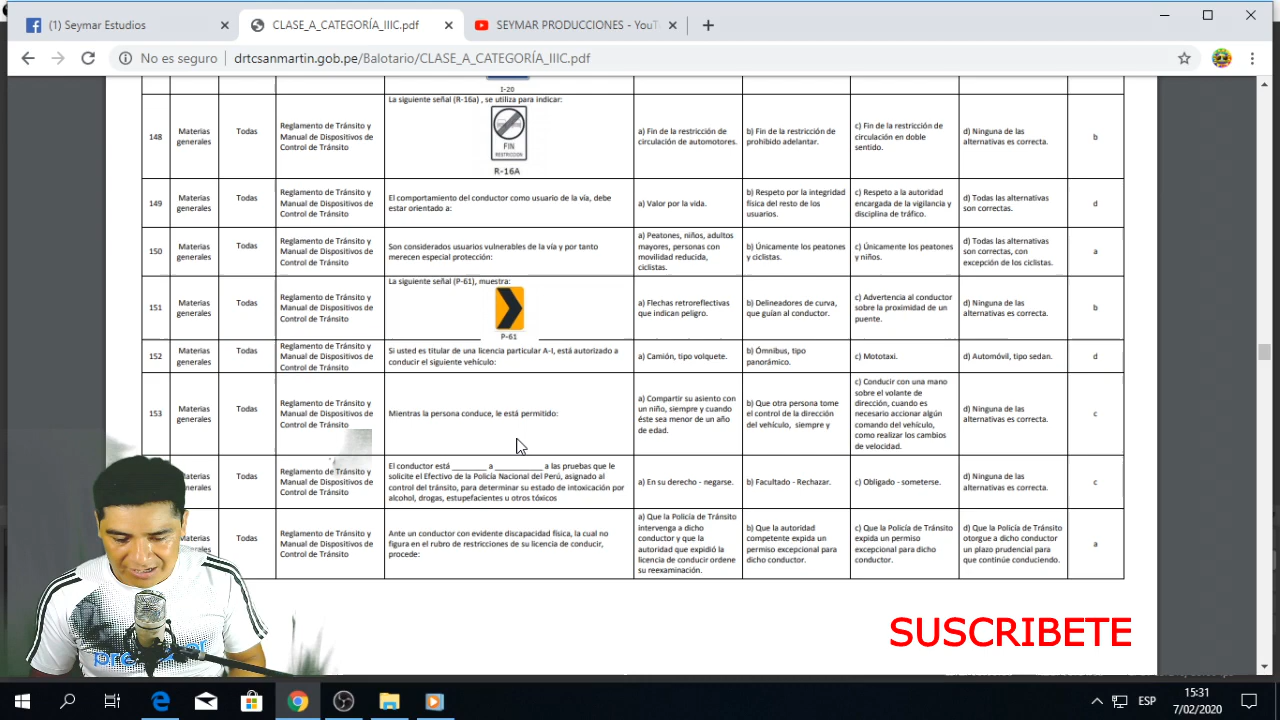 (1) Seymar Estudios
CLASE_A_CATEGORÍA_IIIC.pdf
SEYMAR PRODUCCIONES - YouT
No es seguro
drtcsanmartin.gob.pe/Balotario/CLASE_A_CATEGORÍA_IIIC.pdf
I-20
148
Materias
generales
Todas
Reglamento de Tránsito y
Manual de Dispositivos de
Control de Tránsito
La siguiente señal (R-16a) , se utiliza para indicar:
FIN
RESTRICCION
R-16A
a) Fin de la restricción de
circulación de automotores.
b) Fin de la restricción de
prohibido adelantar.
c) Fin de la restricción de
circulación en doble
sentido.
d) Ninguna de las
alternativas es correcta.
b
149
Materias
generales
Todas
Reglamento de Tránsito y
Manual de Dispositivos de
Control de Tránsito
El comportamiento del conductor como usuario de la vía, debe
estar orientado a:
a) Valor por la vida.
b) Respeto por la integridad
física del resto de los
usuarios.
c) Respeto a la autoridad
encargada de la vigilancia y
disciplina de tráfico.
d) Todas las alternativas
son correctas.
d
150
Materias
generales
Todas
Reglamento de Tránsito y
Manual de Dispositivos de
Control de Tránsito
Son considerados usuarios vulnerables de la vía y por tanto
merecen especial protección:
a) Peatones, niños, adultos
mayores, personas con
movilidad reducida,
ciclistas.
b) Únicamente los peatones
y ciclistas.
c) Únicamente los peatones
y niños.
d) Todas las alternativas
son correctas, con
excepción de los ciclistas.
a
151
Materias
generales
Todas
Reglamento de Tránsito y
Manual de Dispositivos de
Control de Tránsito
La siguiente señal (P-61), muestra:
P-61
a) Flechas retroreflectivas
que indican peligro.
b) Delineadores de curva,
que guían al conductor.
c) Advertencia al conductor
sobre la proximidad de un
puente.
d) Ninguna de las
alternativas es correcta.
b
152
Materias
generales
Todas
Reglamento de Tránsito y
Manual de Dispositivos de
Control de Tránsito
Si usted es titular de una licencia particular A-I, está autorizado a
conducir el siguiente vehículo:
a) Camión, tipo volquete.
b) Ómnibus, tipo
panorámico.
c) Mototaxi.
d) Automóvil, tipo sedan.
d
153
Materias
generales
Todas
Reglamento de Tránsito y
Manual de Dispositivos de
Control de Tránsito
Mientras la persona conduce, le está permitido:
a) Compartir su asiento con
un niño, siempre y cuando
éste sea menor de un año
de edad.
b) Que otra persona tome
el control de la dirección
del vehículo, siempre y
c) Conducir con una mano
sobre el volante de
dirección, cuando es
necesario accionar algún
comando del vehículo,
como realizar los cambios
de velocidad.
d) Ninguna de las
alternativas es correcta.
c
Todas
Reglamento de Tránsito y
Manual de Dispositivos de
Control de Tránsito
El conductor está ________ a ___________ a las pruebas que le
solicite el Efectivo de la Policía Nacional del Perú, asignado al
control del tránsito, para determinar su estado de intoxicación por
alcohol, drogas, estupefacientes u otros tóxicos
a) En su derecho - negarse.
b) Facultado - Rechazar.
c) Obligado - someterse.
d) Ninguna de las
alternativas es correcta.
c
Todas
Reglamento de Tránsito y
Manual de Dispositivos de
Control de Tránsito
Ante un conductor con evidente discapacidad física, la cual no
figura en el rubro de restricciones de su licencia de conducir,
procede:
a) Que la Policía de Tránsito
intervenga a dicho
conductor y que la
autoridad que expidió la
licencia de conducir ordene
su reexaminación.
b) Que la autoridad
competente expida un
permiso excepcional para
dicho conductor.
c) Que la Policía de Tránsito
expida un permiso
excepcional para dicho
conductor.
d) Que la Policía de Tránsito
otorgue a dicho conductor
un plazo prudencial para
que continúe conduciendo.
a
SUSCRIBETE
ESP
15:31
7/02/2020